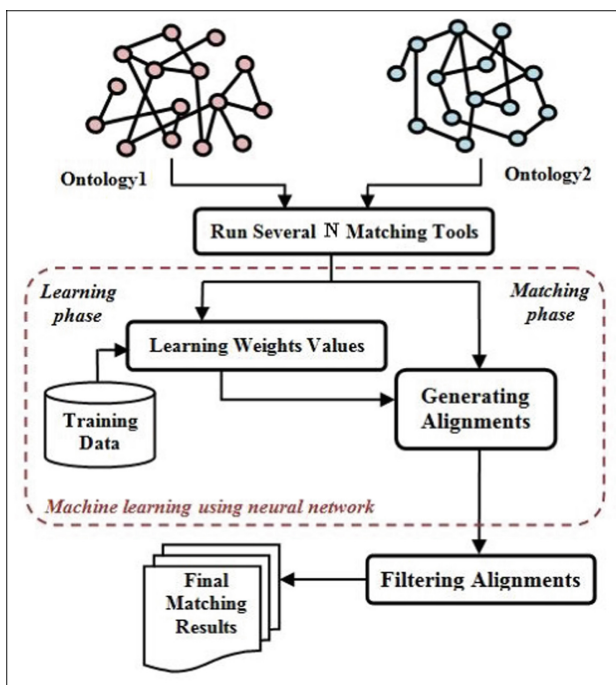 Ontology1
Ontology2
Run Several N Matching Tools
Learning
phase
Matching
phase
Learning Weights Values
Training
Data
Generating
Alignments
Machine learning using neural network
Filtering Alignments
Final
Matching
Results